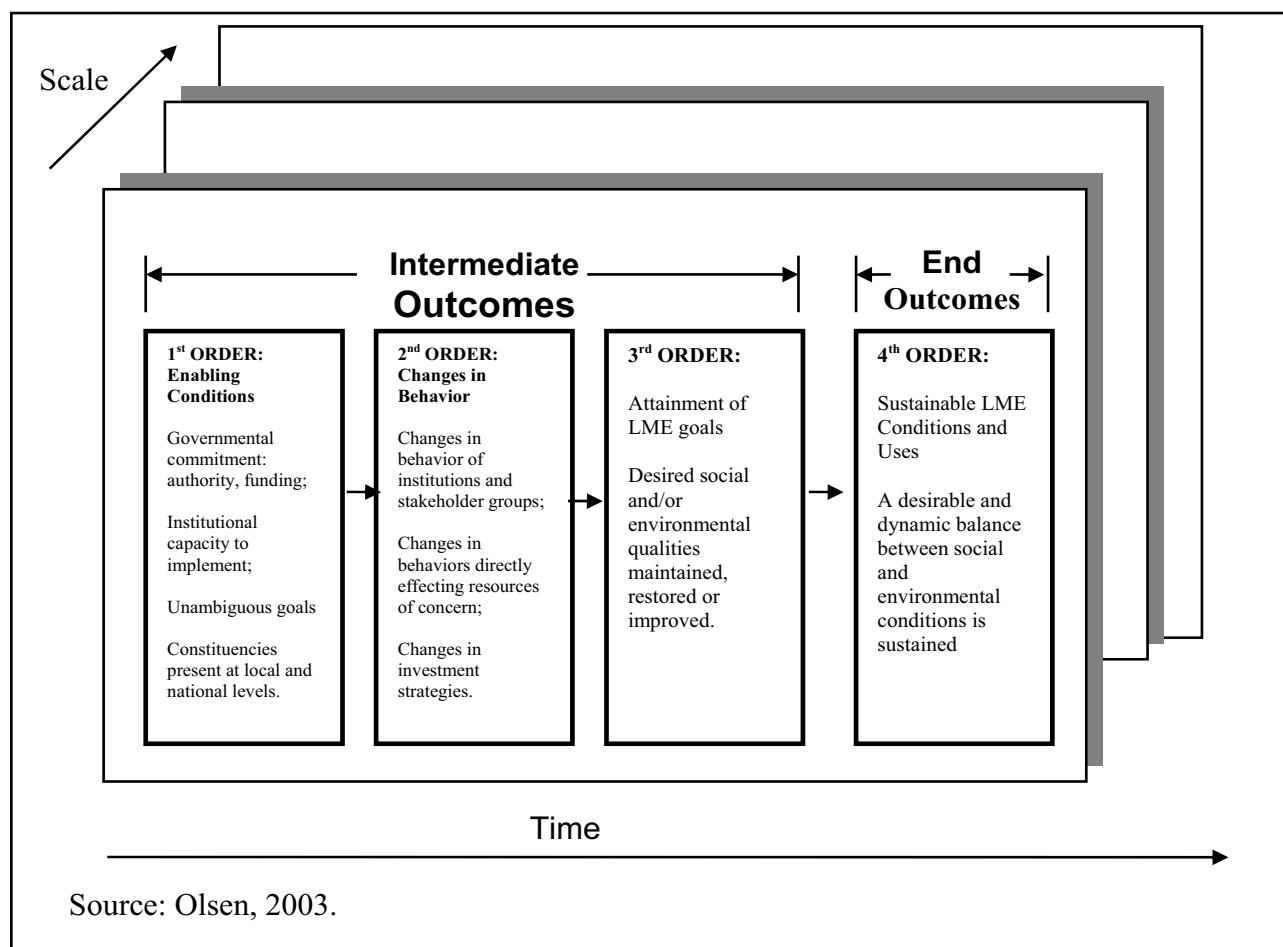 Scale
Intermediate
Outcomes
End
Outcomes
1st ORDER:
Enabling
Conditions
Governmental
commitment:
authority, funding;
Institutional
capacity to
implement;
Unambiguous goals
Constituencies
present at local and
national levels.
2nd ORDER:
Changes in
Behavior
Changes in
behavior of
institutions and
stakeholder groups;
Changes in
behaviors directly
effecting resources
of concern;
Changes in
investment
strategies.
3rd ORDER:
Attainment of
LME goals
Desired social
and/or
environmental
qualities
maintained,
restored or
improved.
4th ORDER:
Sustainable LME
Conditions and
Uses
A desirable and
dynamic balance
between social
and
environmental
conditions is
sustained
Time
Source: Olsen, 2003.